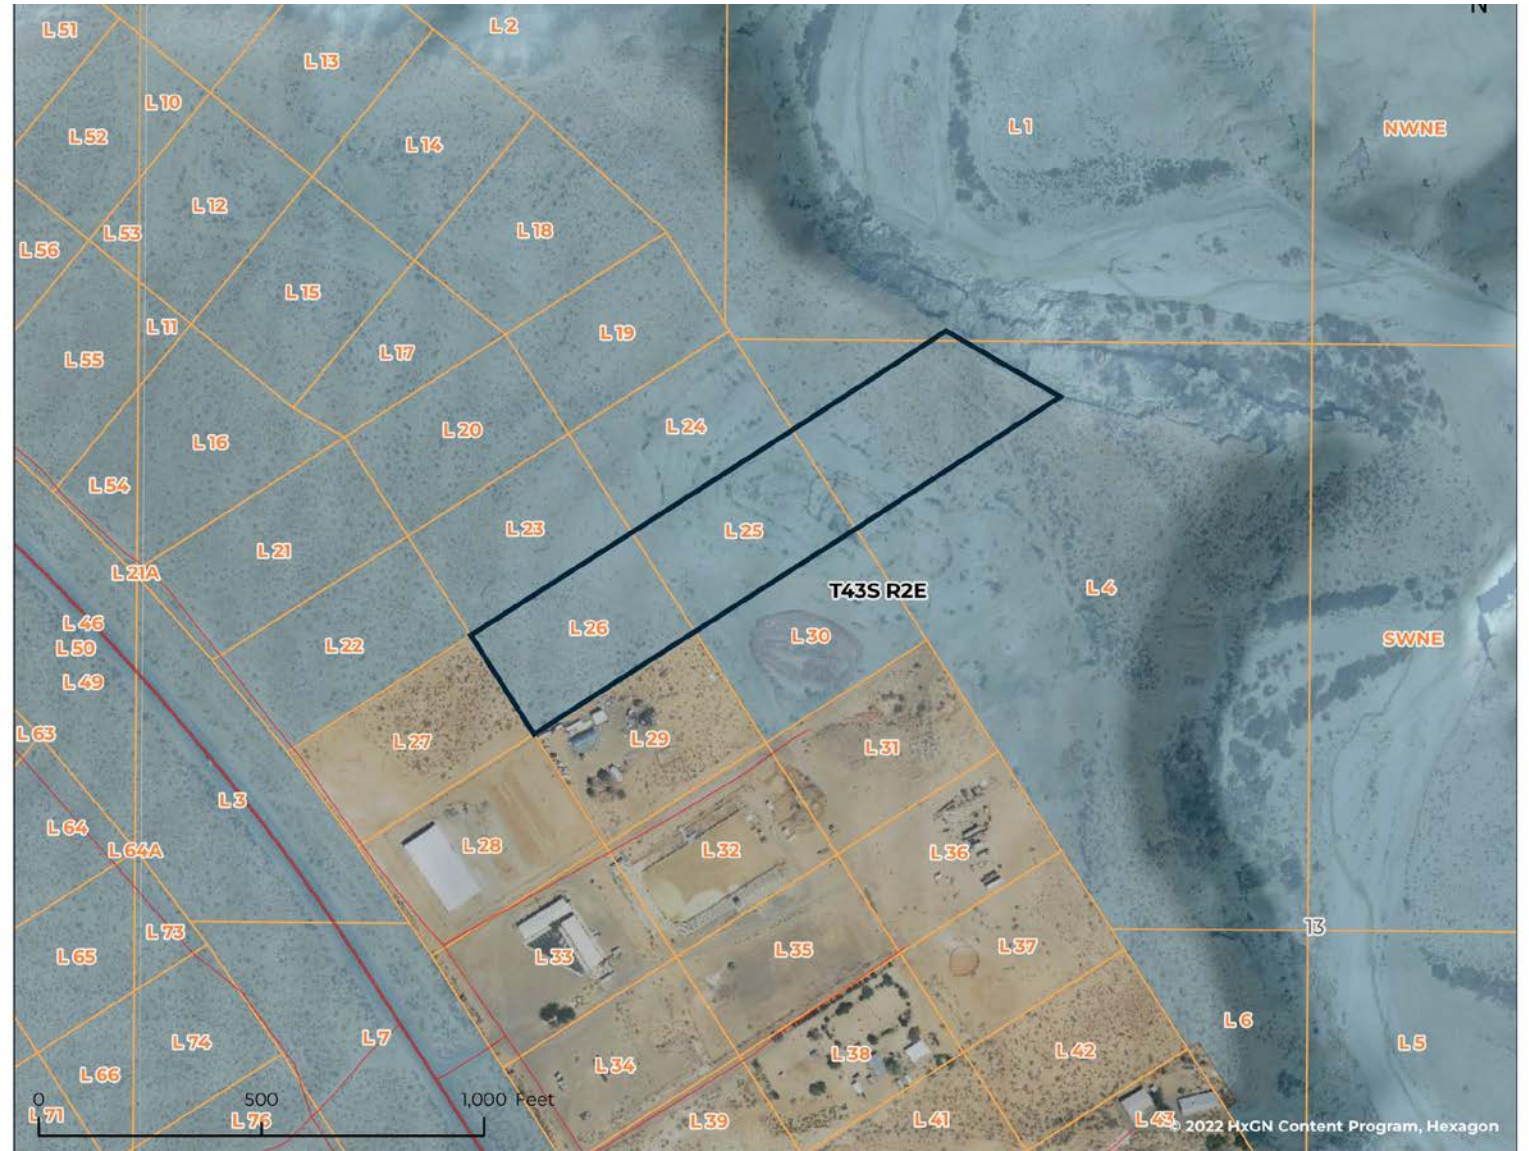 N
L 51
L 2
L 13
L 10
L 52
L 14
L 1
NWNE
L 12
L 53
L 18
L 56
L 15
L 11
L 19
L 55
L 17
L 20
L 24
L 16
L 54
L 23
L 25
L 21
L 21A
T43S R2E
L 4
L 46
L 26
L 30
L 22
SWNE
L 50
L 49
L 63
L 27
L 29
L 31
L 3
L 64
L 64A
L 28
L 32
L 36
L 73
L 65
L 33
L 35
L 37
13
L 74
L 7
L 6
L 5
L 66
L 34
L 38
L 42
0 500 1,000 Feet
L 71
L 76
L 39
L 41
L 43
© 2022 HxGN Content Program, Hexagon